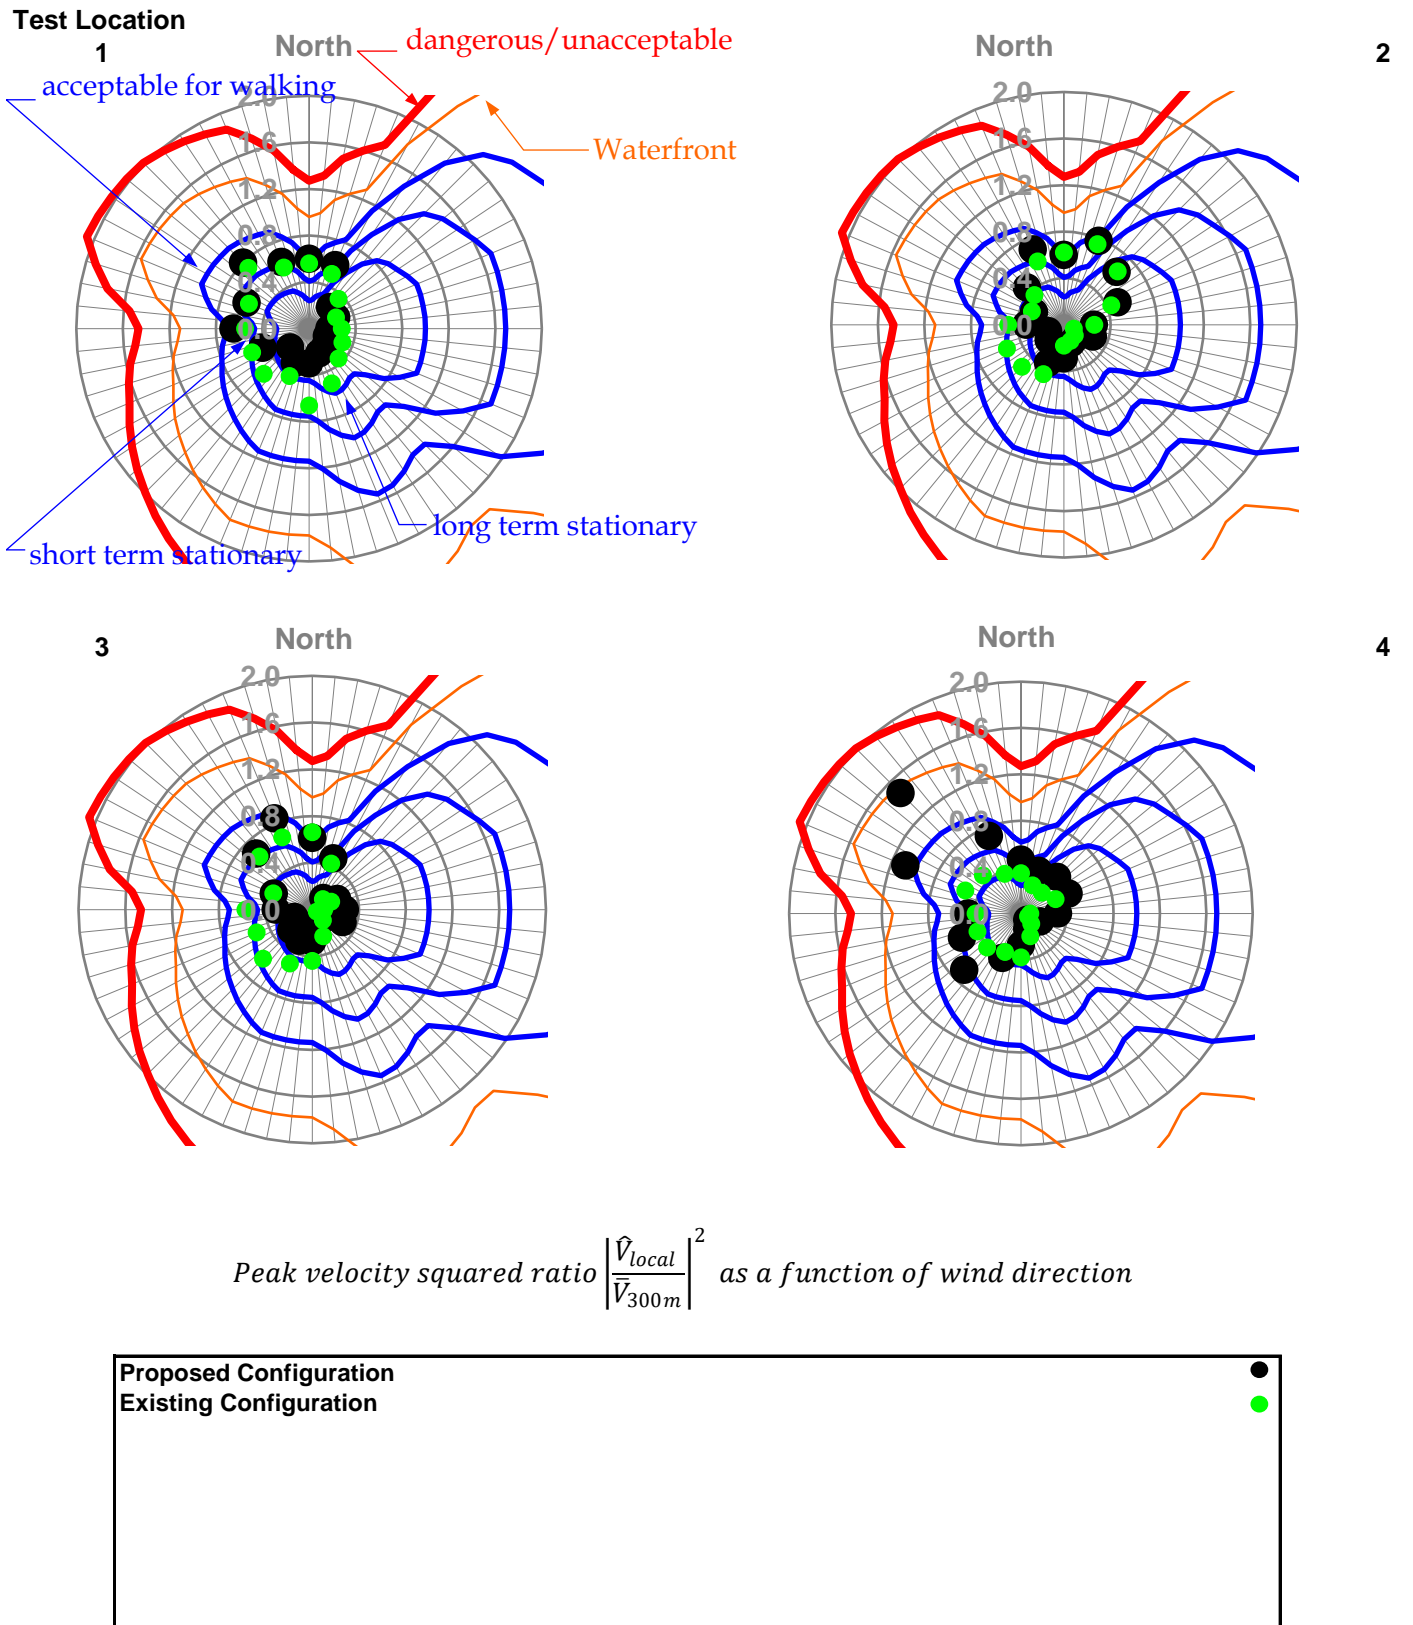 Test Location
1
North
dangerous/unacceptable
acceptable for walking
Waterfront
2.0
1.6
1.2
0.8
0.4
0.0
long term stationary
short term stationary
North
2
2.0
1.6
1.2
0.8
0.4
0.0
3
North
2.0
1.6
1.2
0.8
0.4
0.0
North
4
2.0
1.6
1.2
0.8
0.4
0.0
Peak velocity squared ratio |V̂local / V̄300m|² as a function of wind direction
Proposed Configuration
Existing Configuration